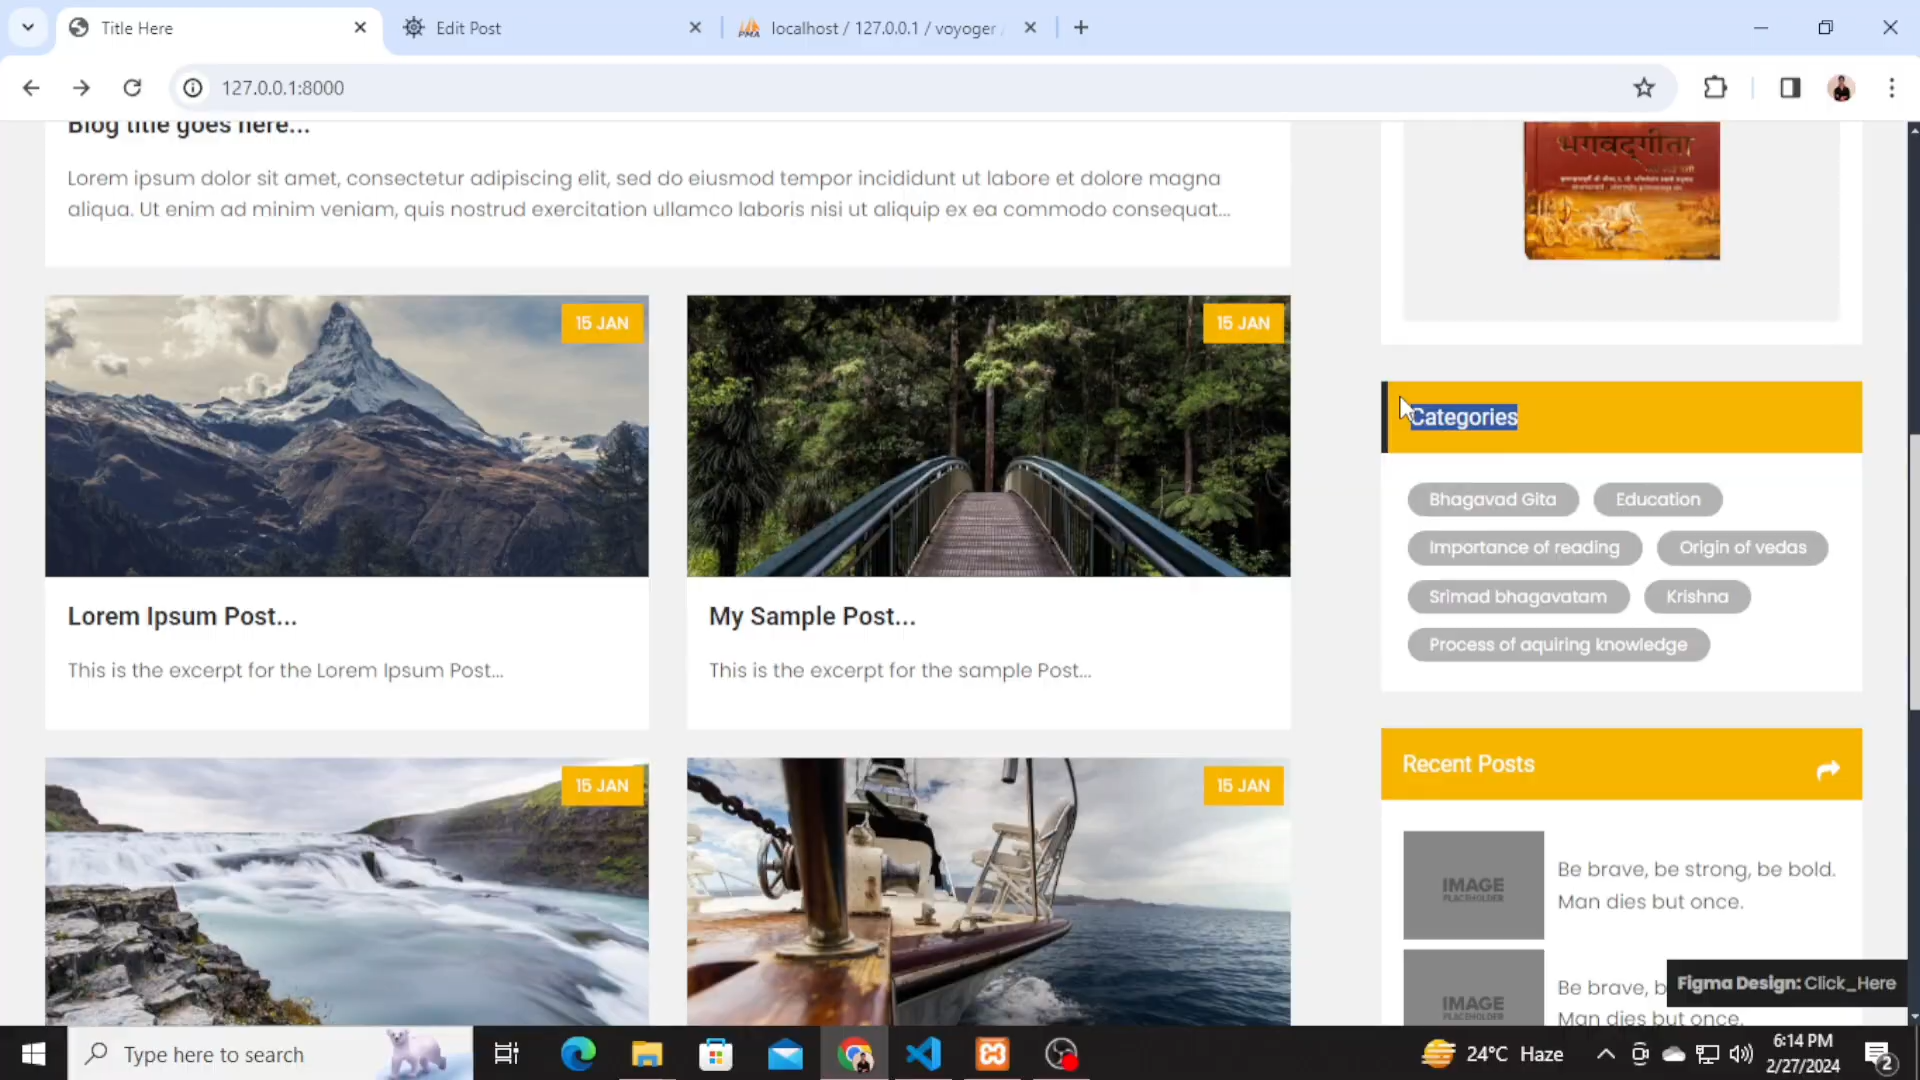 Title Here
Edit Post
localhost / 127.0.0.1 / voyoger
127.0.0.1:8000
Blog title goes here...
Lorem ipsum dolor sit amet, consectetur adipiscing elit, sed do eiusmod tempor incididunt ut labore et dolore magna
aliqua. Ut enim ad minim veniam, quis nostrud exercitation ullamco laboris nisi ut aliquip ex ea commodo consequat...
15 JAN
15 JAN
Lorem Ipsum Post...
My Sample Post...
This is the excerpt for the Lorem Ipsum Post...
This is the excerpt for the sample Post...
15 JAN
15 JAN
भगवद्गीता
Categories
Bhagavad Gita
Education
Importance of reading
Origin of vedas
Srimad bhagavatam
Krishna
Process of aquiring knowledge
Recent Posts
IMAGE
PLACEHOLDER
Be brave, be strong, be bold.
Man dies but once.
IMAGE
PLACEHOLDER
Be brave, b
Man dies but once.
Figma Design: Click_Here
Type here to search
24°C Haze
6:14 PM
2/27/2024
2